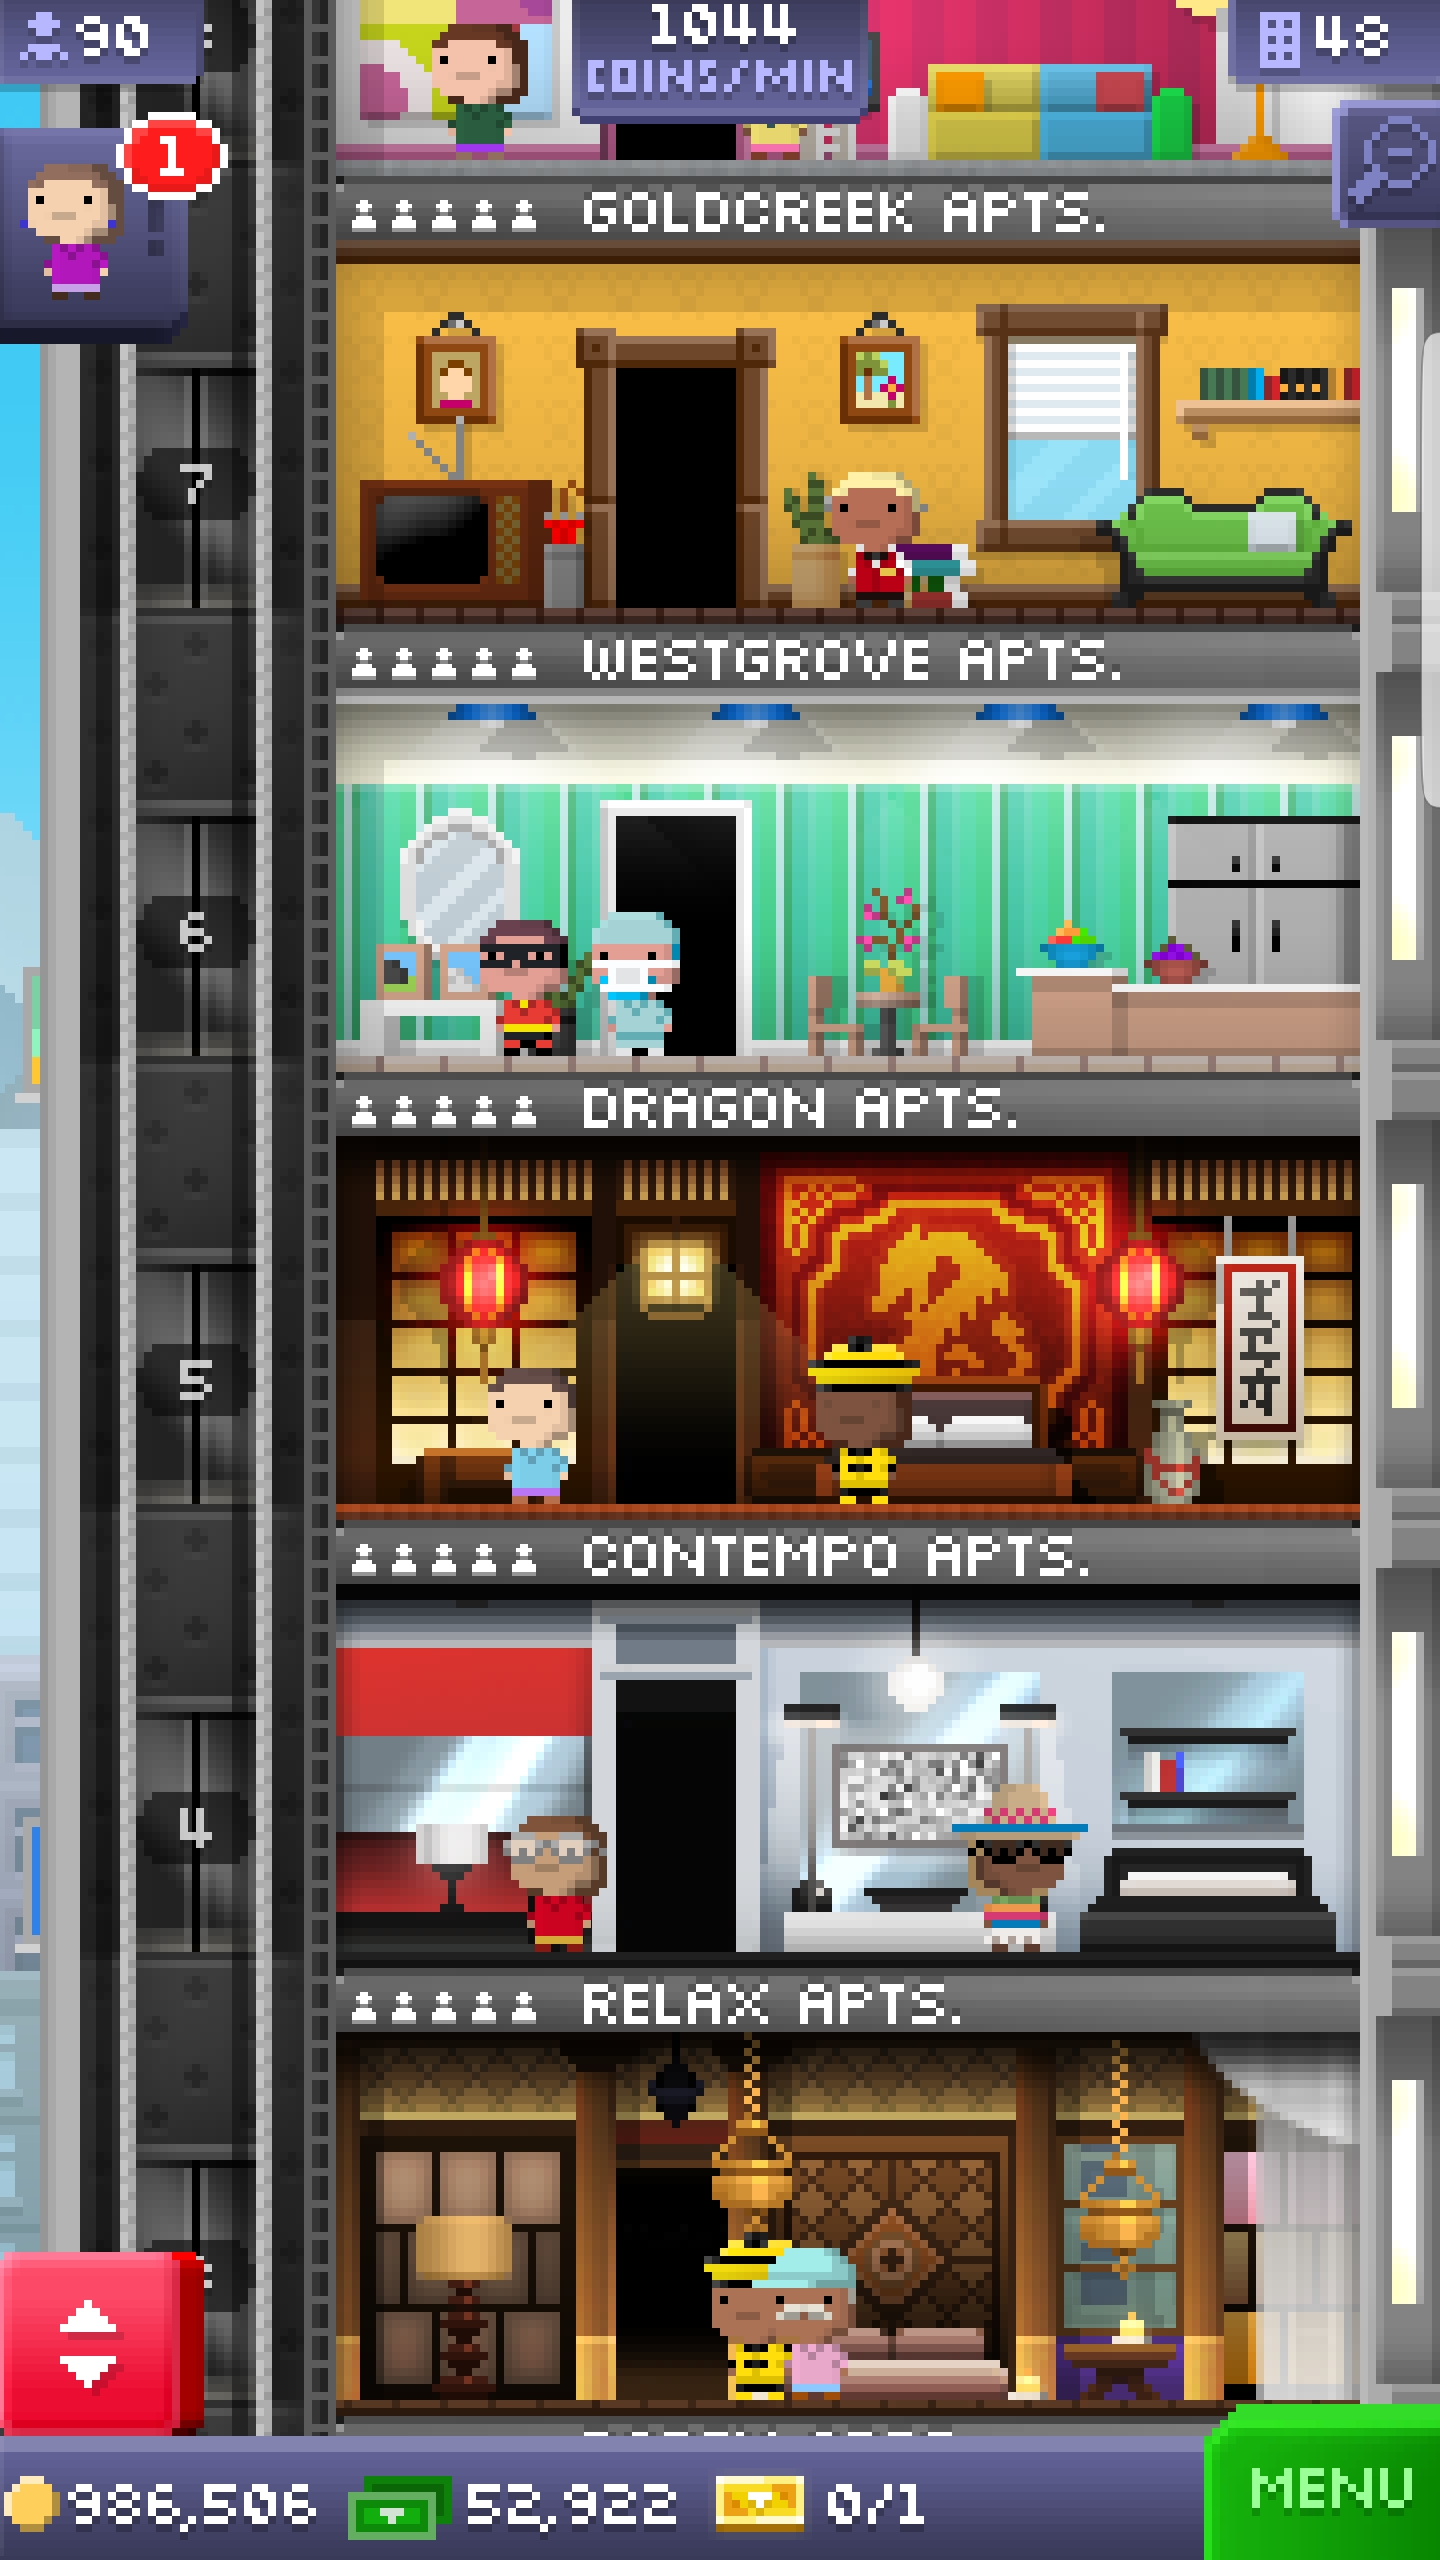 90
1044
COINS/MIN
48
1
GOLDCREEK APTS.
7
WESTGROVE APTS.
6
DRAGON APTS.
5
CONTEMPO APTS.
4
RELAX APTS.
986,506
52,922
0/1
MENU